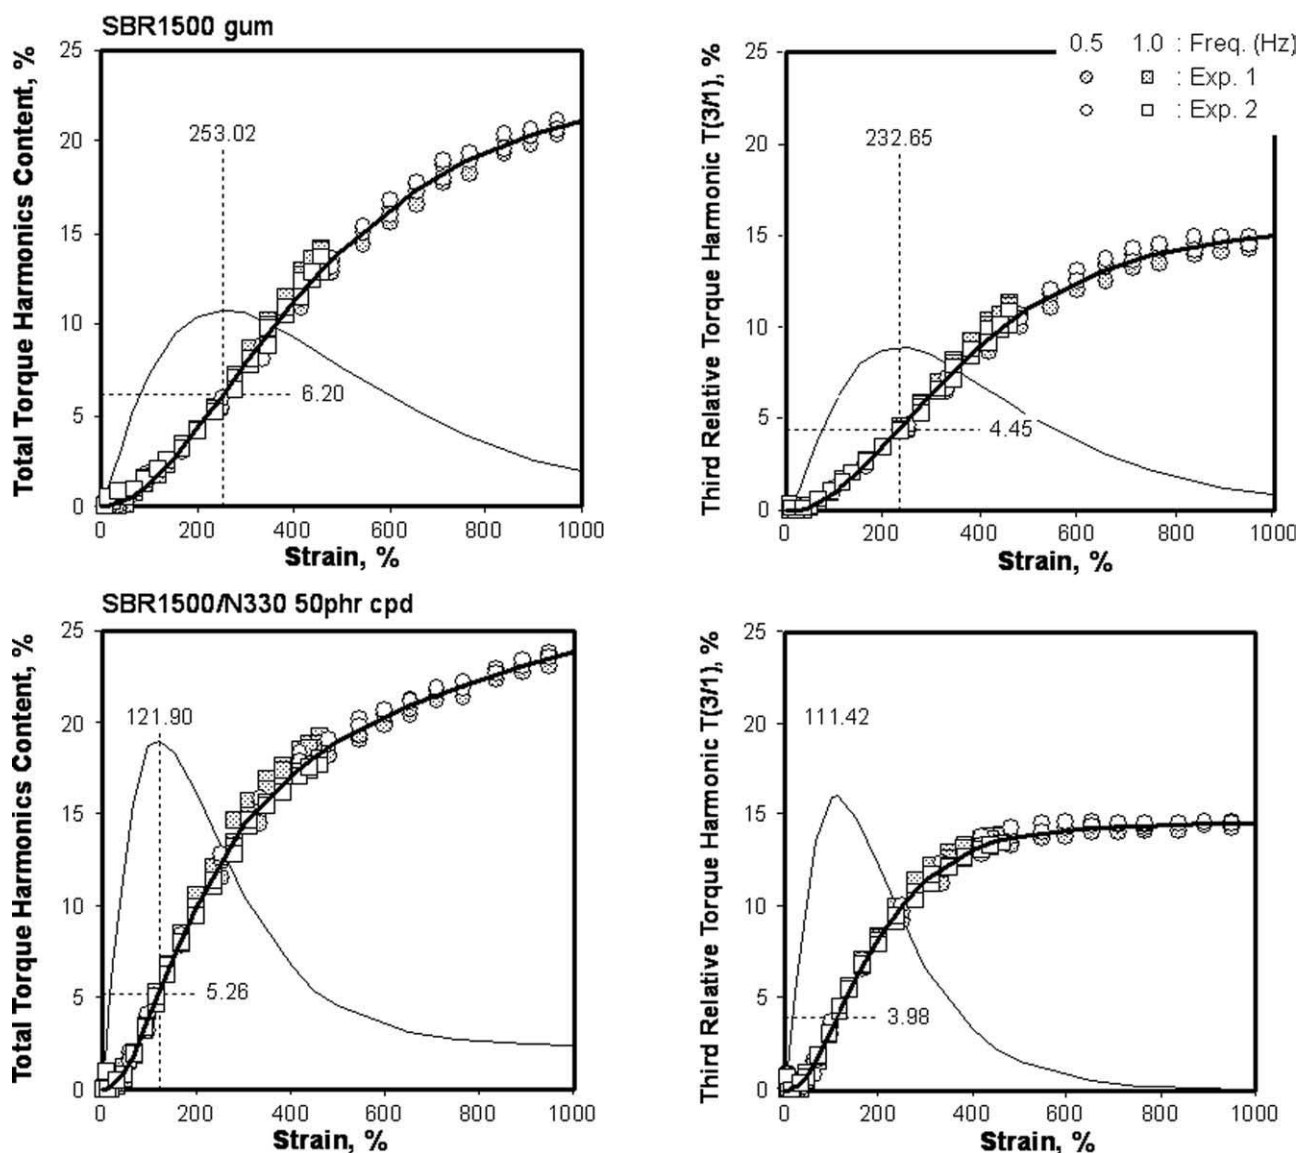 SBR1500 gum
Total Torque Harmonics Content, %
25
20
15
10
5
0
253.02
6.20
0 200 400 600 800 1000
Strain, %
Third Relative Torque Harmonic T(3/1), %
25
20
15
10
5
0
0.5 1.0 : Freq. (Hz)
: Exp. 1
: Exp. 2
232.65
4.45
0 200 400 600 800 1000
Strain, %
SBR1500/N330 50phr cpd
Total Torque Harmonics Content, %
25
20
15
10
5
0
121.90
5.26
0 200 400 600 800 1000
Strain, %
Third Relative Torque Harmonic T(3/1), %
25
20
15
10
5
0
111.42
3.98
0 200 400 600 800 1000
Strain, %